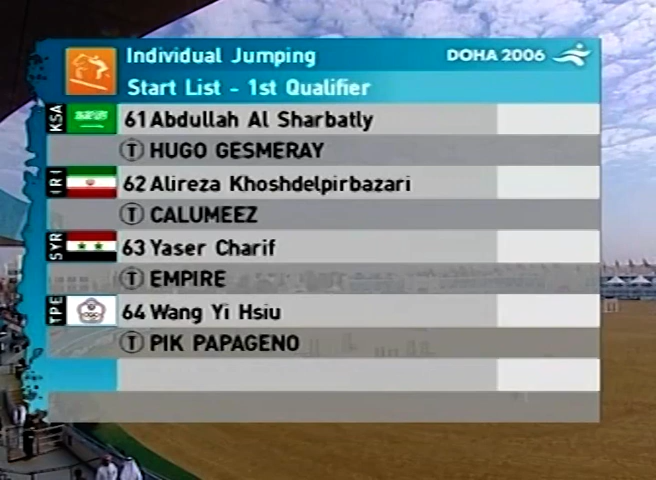 Individual Jumping
DOHA 2006
Start List - 1st Qualifier
KSA 61 Abdullah Al Sharbatly
T HUGO GESMERAY
IRI 62 Alireza Khoshdelpirbazari
T CALUMEEZ
SYR 63 Yaser Charif
T EMPIRE
TPE 64 Wang Yi Hsiu
T PIK PAPAGENO